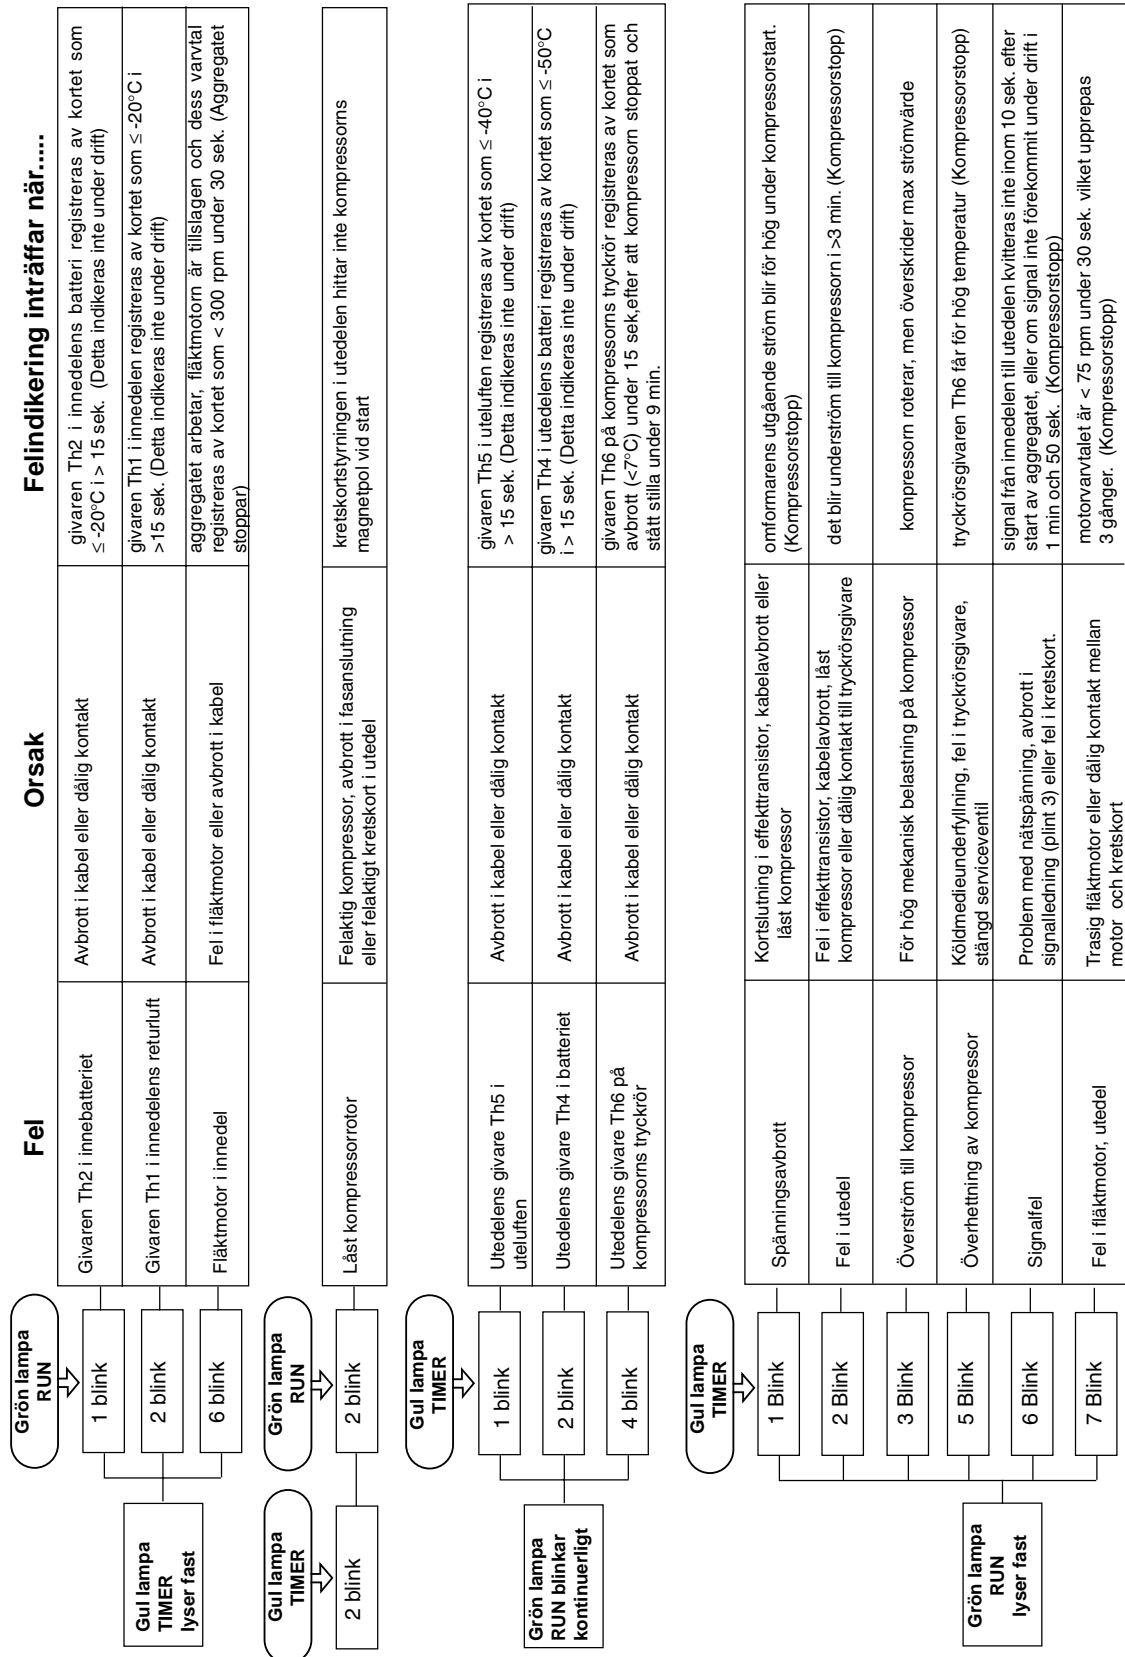 Fel
Orsak
Felindikering inträffar när.....
Grön lampa
RUN
Gul lampa
TIMER
lyser fast
1 blink
Givaren Th2 i innebatteriet
Avbrott i kabel eller dålig kontakt
givaren Th2 i innedelens batteri registreras av kortet som
≤ -20°C i > 15 sek. (Detta indikeras inte under drift)
2 blink
Givaren Th1 i innedelens returluft
Avbrott i kabel eller dålig kontakt
givaren Th1 i innedelen registreras av kortet som ≤ -20°C i
>15 sek. (Detta indikeras inte under drift)
6 blink
Fläktmotor i innedel
Fel i fläktmotor eller avbrott i kabel
aggregatet arbetar, fläktmotorn är tillslagen och dess varvtal
registreras av kortet som < 300 rpm under 30 sek. (Aggregatet
stoppar)
Gul lampa
TIMER
Grön lampa
RUN
2 blink
2 blink
Låst kompressorrotor
Felaktig kompressor, avbrott i fasanslutning
eller felaktigt kretskort i utedel
kretskortstyrningen i utedelen hittar inte kompressorns
magnetpol vid start
Gul lampa
TIMER
Grön lampa
RUN blinkar
kontinuerligt
1 blink
Utedelens givare Th5 i
uteluften
Avbrott i kabel eller dålig kontakt
givaren Th5 i uteluften registreras av kortet som ≤ -40°C i
> 15 sek. (Detta indikeras inte under drift)
2 blink
Utedelens givare Th4 i batteriet
Avbrott i kabel eller dålig kontakt
givaren Th4 i utedelens batteri registreras av kortet som ≤ -50°C
i > 15 sek. (Detta indikeras inte under drift)
4 blink
Utedelens givare Th6 på
kompressorns tryckrör
Avbrott i kabel eller dålig kontakt
givaren Th6 på kompressorns tryckrör registreras av kortet som
avbrott (<7°C) under 15 sek,efter att kompressorn stoppat och
stått stilla under 9 min.
Gul lampa
TIMER
Grön lampa
RUN
lyser fast
1 Blink
Spänningsavbrott
Kortslutning i effekttransistor, kabelavbrott eller
låst kompressor
omformarens utgående ström blir för hög under kompressorstart.
(Kompressorstopp)
2 Blink
Fel i utedel
Fel i effekttransistor, kabelavbrott, låst
kompressor eller dålig kontakt till tryckrörsgivare
det blir underström till kompressorn i >3 min. (Kompressorstopp)
3 Blink
Överström till kompressor
För hög mekanisk belastning på kompressor
kompressorn roterar, men överskrider max strömvärde
5 Blink
Överhettning av kompressor
Köldmedieunderfyllning, fel i tryckrörsgivare,
stängd serviceventil
tryckrörsgivaren Th6 får för hög temperatur (Kompressorstopp)
6 Blink
Signalfel
Problem med nätspänning, avbrott i
signalledning (plint 3) eller fel i kretskort.
signal från innedelen till utedelen kvitteras inte inom 10 sek. efter
start av aggregatet, eller om signal inte förekommit under drift i
1 min och 50 sek. (Kompressorstopp)
7 Blink
Fel i fläktmotor, utedel
Trasig fläktmotor eller dålig kontakt mellan
motor och kretskort
motorvarvtalet är < 75 rpm under 30 sek. vilket upprepas
3 gånger. (Kompressorstopp)